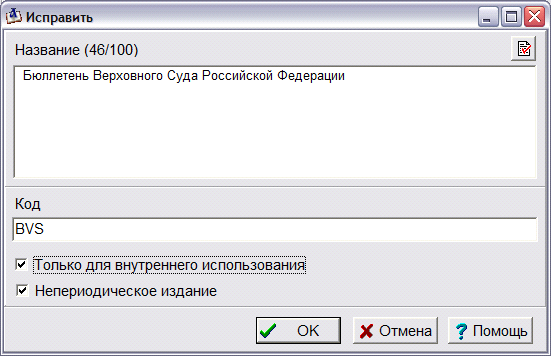 Исправить
Название (46/100)
Бюллетень Верховного Суда Российской Федерации
Код
BVS
Только для внутреннего использования
Непериодическое издание
OK Отмена Помощь